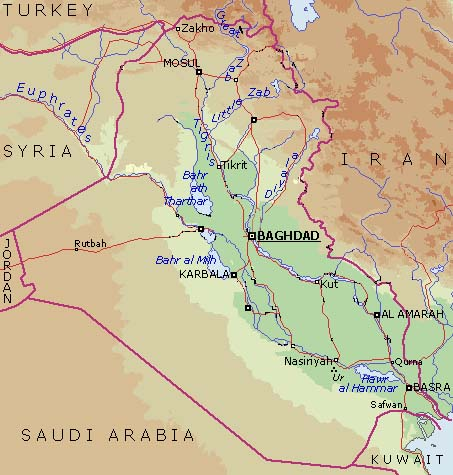 TURKEY
Zakho
Great Zab
MOSUL
Euphrates
Little Zab
Tigris
SYRIA
IRAN
Tikrit
Diyala
Bahr
ath
Tharthar
BAGHDAD
Rutbah
JORDAN
Bahr al Milh
KARBALA
Kut
AL AMARAH
Nasiriyah
Qurna
Ur
Hawr
al Hammar
BASRA
Safwan
SAUDI ARABIA
KUWAIT